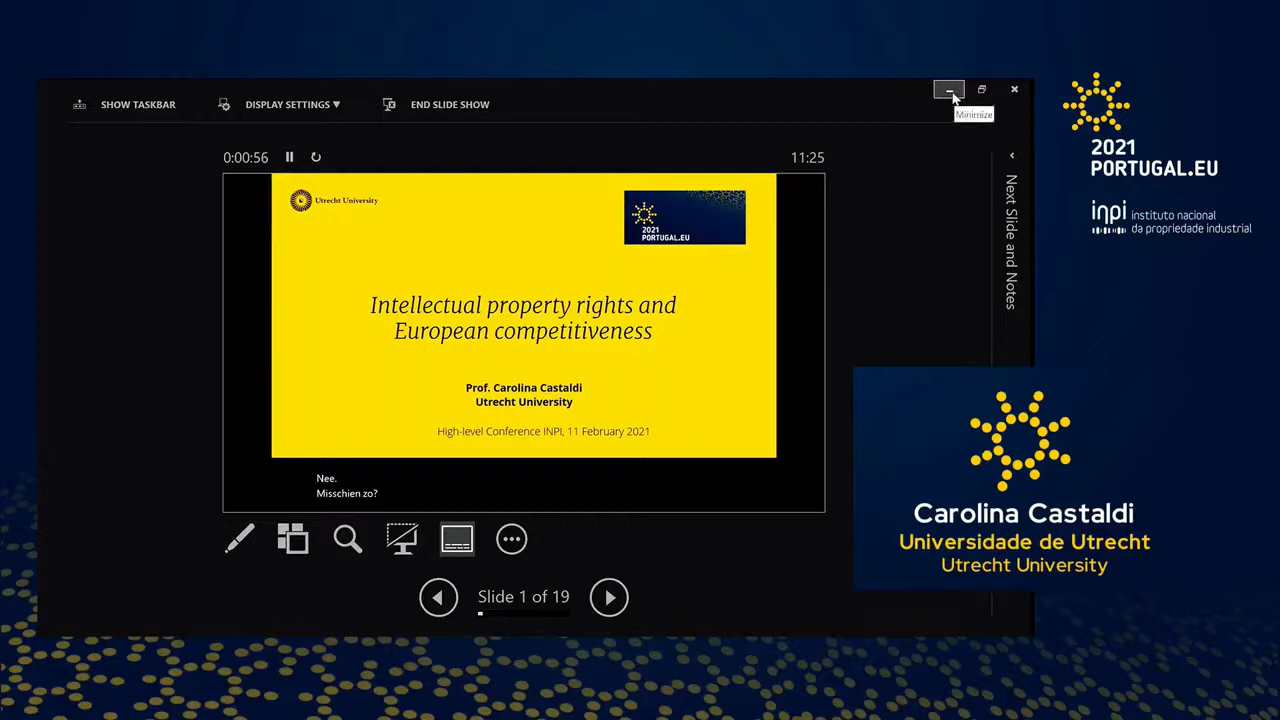 SHOW TASKBAR
DISPLAY SETTINGS ▼
END SLIDE SHOW
Minimize
0:00:56
11:25
Next Slide and Notes
Utrecht University
2021
PORTUGAL.EU
Intellectual property rights and
European competitiveness
Prof. Carolina Castaldi
Utrecht University
High-level Conference INPI, 11 February 2021
Nee.
Misschien zo?
Slide 1 of 19
2021
PORTUGAL.EU
inpi instituto nacional
da propriedade industrial
Carolina Castaldi
Universidade de Utrecht
Utrecht University